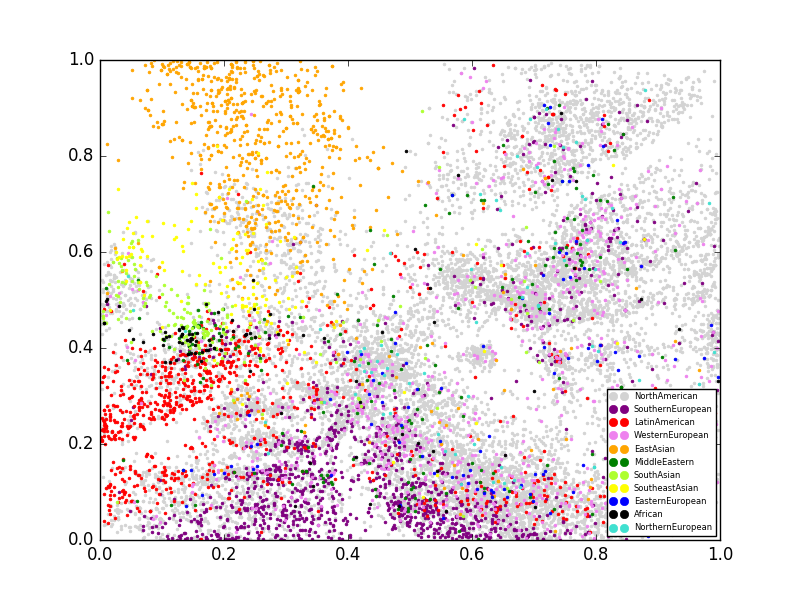 1.0
0.8
0.6
0.4
0.2
0.0
0.0 0.2 0.4 0.6 0.8 1.0
NorthAmerican
SouthernEuropean
LatinAmerican
WesternEuropean
EastAsian
MiddleEastern
SouthAsian
SoutheastAsian
EasternEuropean
African
NorthernEuropean